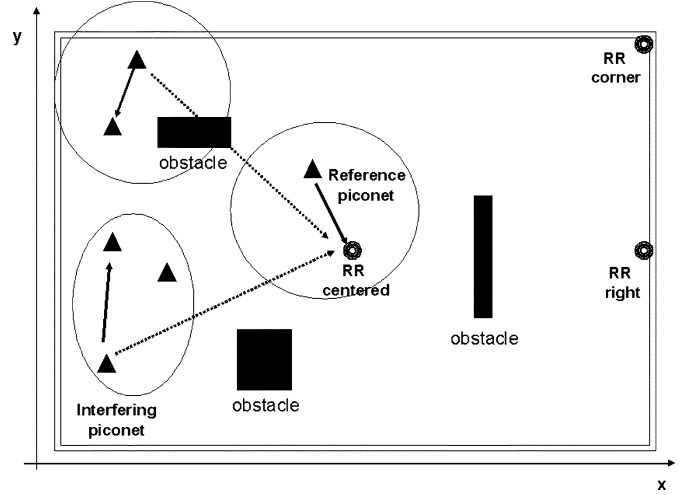 y
RR
corner
obstacle
Reference
piconet
RR
centered
RR
right
obstacle
obstacle
Interfering
piconet
x